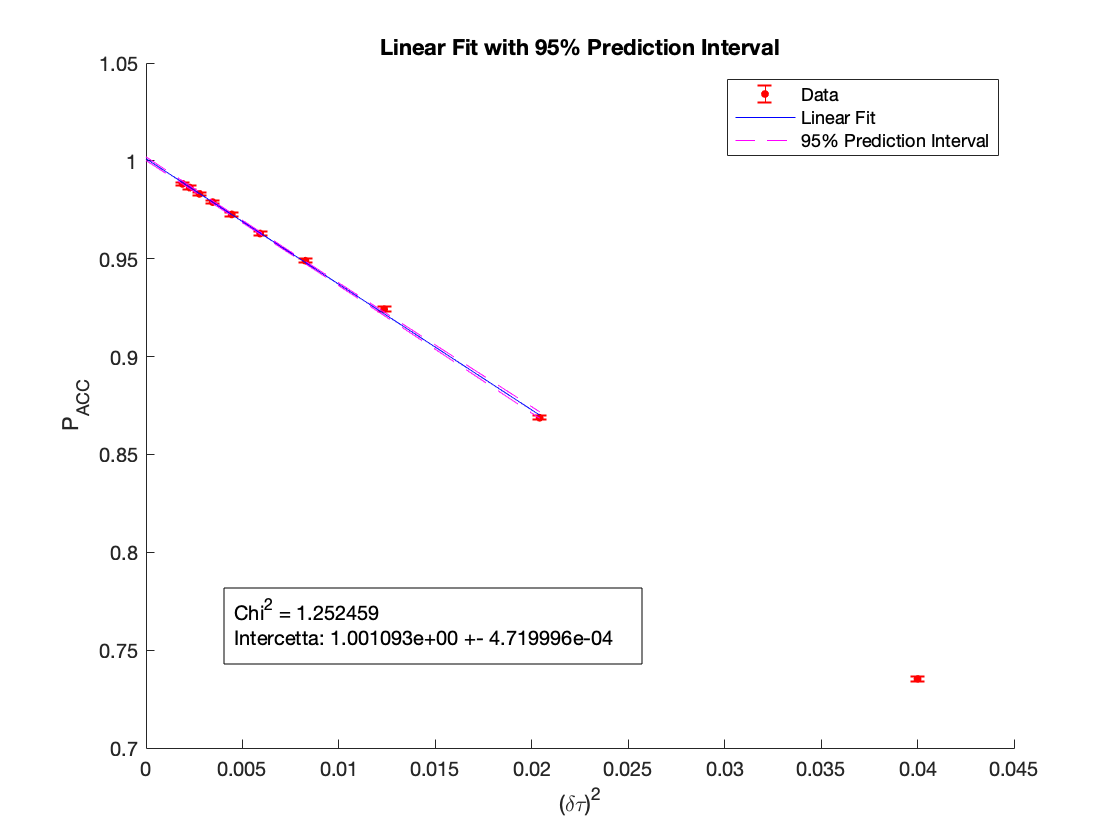 Linear Fit with 95% Prediction Interval
1.05
1
0.95
0.9
0.85
0.8
0.75
0.7
P_ACC
Data
Linear Fit
95% Prediction Interval
Chi² = 1.252459
Intercetta: 1.001093e+00 +- 4.719996e-04
0 0.005 0.01 0.015 0.02 0.025 0.03 0.035 0.04 0.045
(δτ)²